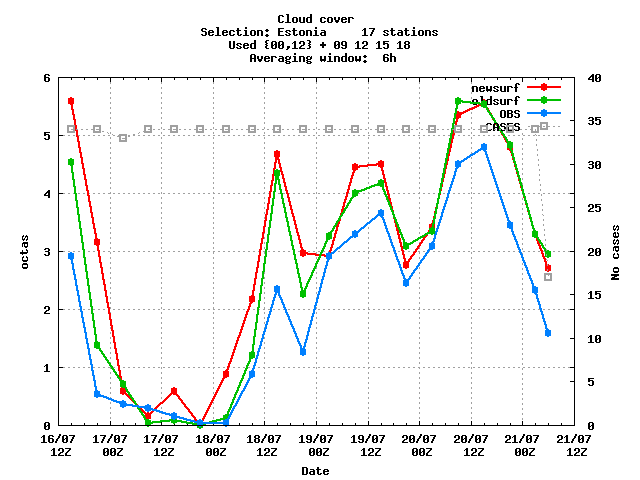 Cloud cover
Selection: Estonia     17 stations
Used {00,12} + 09 12 15 18
Averaging window:  6h
newsurf
oldsurf
OBS
CASES
6
5
4
3
2
1
0
octas
40
35
30
25
20
15
10
5
0
No cases
16/07 17/07 17/07 18/07 18/07 19/07 19/07 20/07 20/07 21/07 21/07
12Z 00Z 12Z 00Z 12Z 00Z 12Z 00Z 12Z 00Z 12Z
Date